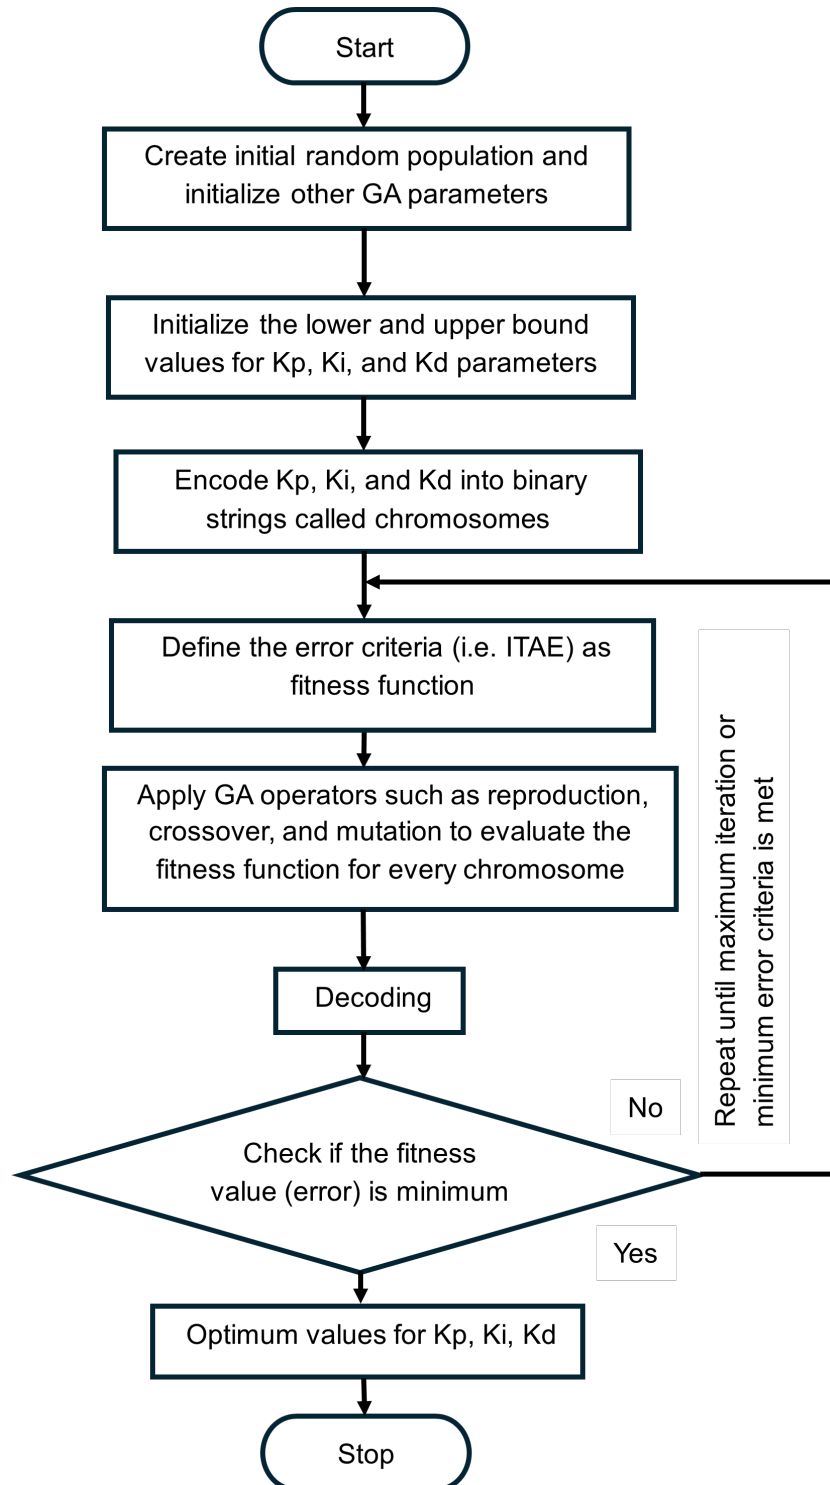 Start
Create initial random population and
initialize other GA parameters
Initialize the lower and upper bound
values for Kp, Ki, and Kd parameters
Encode Kp, Ki, and Kd into binary
strings called chromosomes
Define the error criteria (i.e. ITAE) as
fitness function
Apply GA operators such as reproduction,
crossover, and mutation to evaluate the
fitness function for every chromosome
Decoding
Repeat until maximum iteration or
minimum error criteria is met
No
Check if the fitness
value (error) is minimum
Yes
Optimum values for Kp, Ki, Kd
Stop